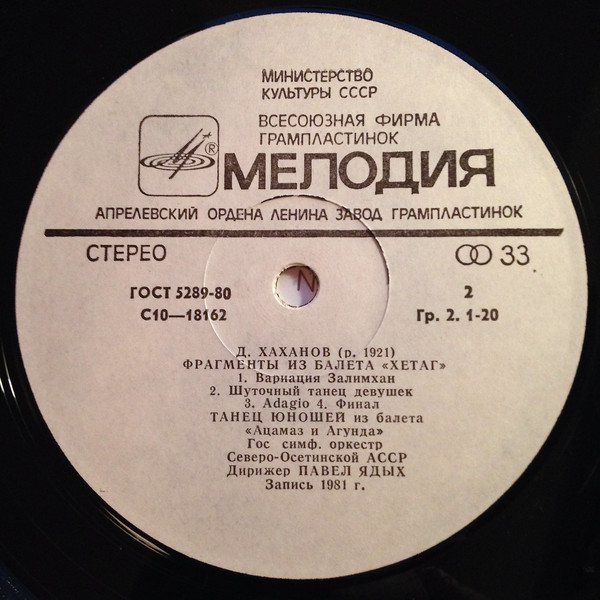 МИНИСТЕРСТВО
КУЛЬТУРЫ СССР
ВСЕСОЮЗНАЯ ФИРМА
ГРАМПЛАСТИНОК
®
МЕЛОДИЯ
АПРЕЛЕВСКИЙ ОРДЕНА ЛЕНИНА ЗАВОД ГРАМПЛАСТИНОК
СТЕРЕО
33
ГОСТ 5289-80
2
С10—18162
Гр. 2. 1-20
Д. ХАХАНОВ (р. 1921)
ФРАГМЕНТЫ ИЗ БАЛЕТА «ХЕТАГ»
1. Вариация Залимхан
2. Шуточный танец девушек
3. Adagio 4. Финал
ТАНЕЦ ЮНОШЕЙ из балета
«Ацамаз и Агунда»
Гос симф. оркестр
Северо-Осетинской АССР
Дирижер ПАВЕЛ ЯДЫХ
Запись 1981 г.